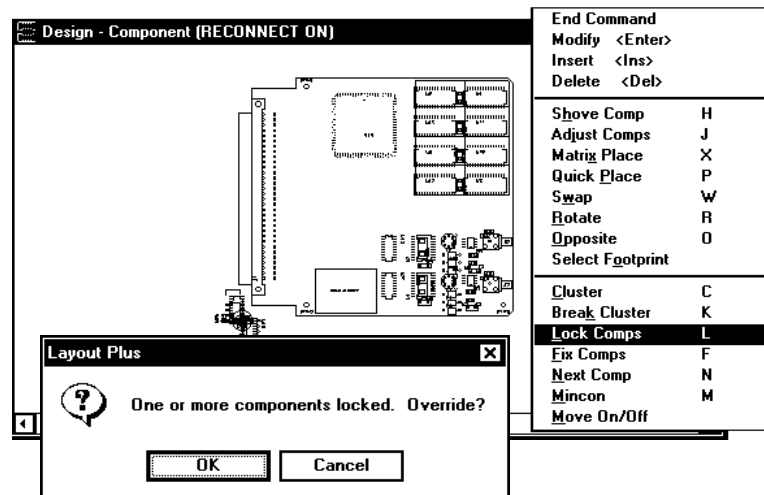 Design - Component (RECONNECT ON)
End Command
Modify <Enter>
Insert <Ins>
Delete <Del>
Shove Comp H
Adjust Comps J
Matrix Place X
Quick Place P
Swap W
Rotate R
Opposite O
Select Footprint
Cluster C
Break Cluster K
Lock Comps L
Fix Comps F
Next Comp N
Mincon M
Move On/Off
Layout Plus
One or more components locked. Override?
OK
Cancel